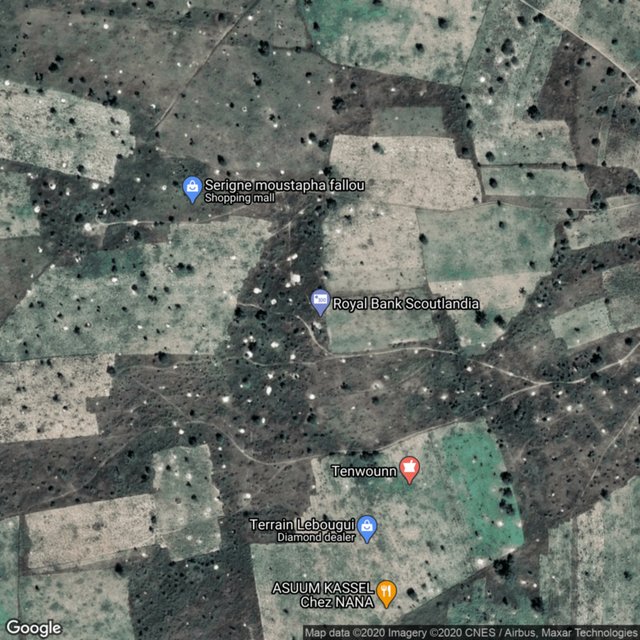 Serigne moustapha fallou
Shopping mall
Royal Bank Scoutlandia
Tenwounn
Terrain Lebougui
Diamond dealer
ASUUM KASSEL
Chez NANA
Google
Map data ©2020 Imagery ©2020 CNES / Airbus, Maxar Technologies